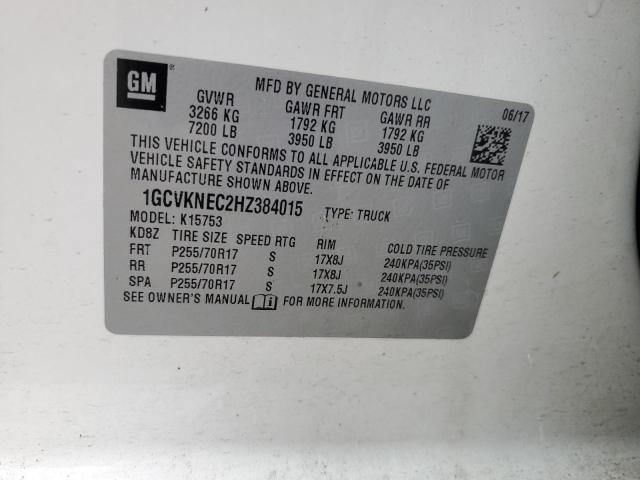 GM ®
MFD BY GENERAL MOTORS LLC
06/17
GVWR GAWR FRT GAWR RR
3266 KG 1792 KG 1792 KG
7200 LB 3950 LB 3950 LB
THIS VEHICLE CONFORMS TO ALL APPLICABLE U.S. FEDERAL MOTOR
VEHICLE SAFETY STANDARDS IN EFFECT ON THE DATE OF
MANUFACTURE SHOWN ABOVE.
1GCVKNEC2HZ384015 TYPE: TRUCK
MODEL: K15753
KD8Z TIRE SIZE SPEED RTG RIM COLD TIRE PRESSURE
FRT P255/70R17 S 17X8J 240KPA(35PSI)
RR P255/70R17 S 17X8J 240KPA(35PSI)
SPA P255/70R17 S 17X7.5J 240KPA(35PSI)
SEE OWNER'S MANUAL FOR MORE INFORMATION.